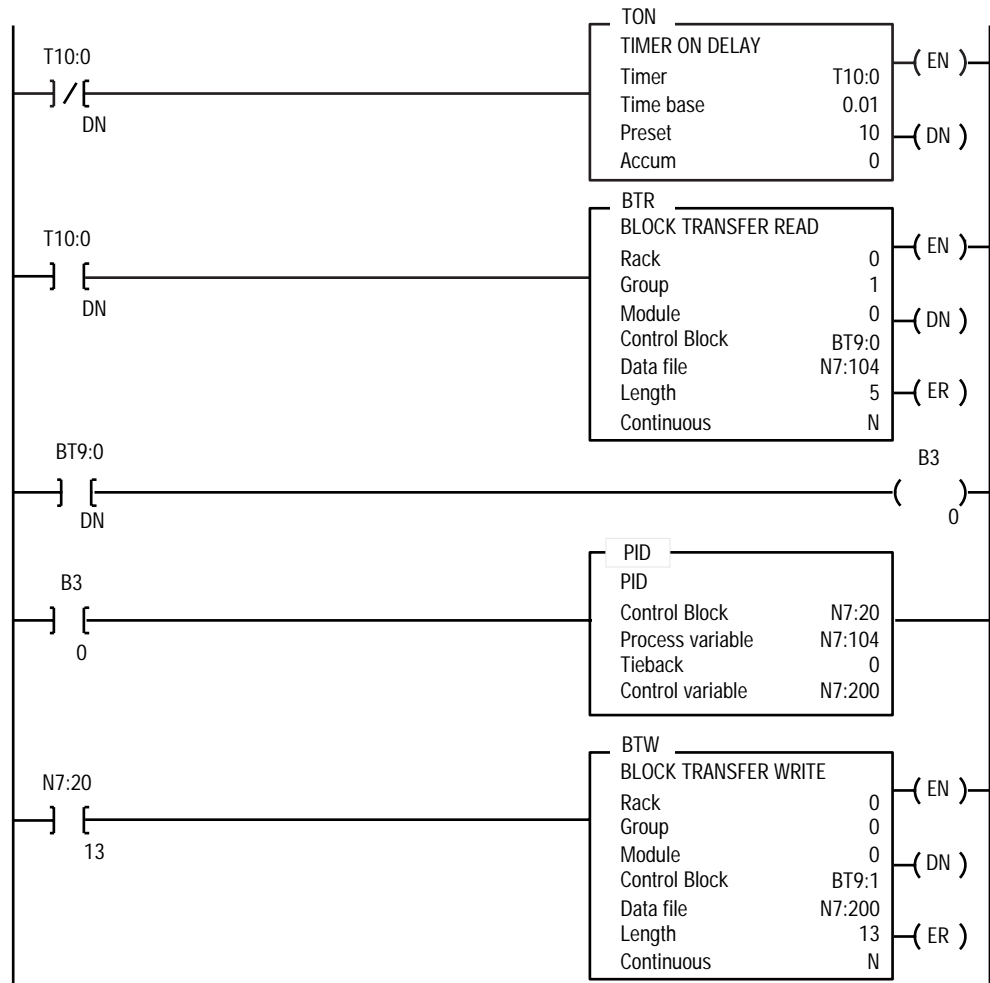 TON
TIMER ON DELAY
Timer T10:0
Time base 0.01
Preset 10
Accum 0
T10:0
DN
EN
DN
BTR
BLOCK TRANSFER READ
Rack 0
Group 1
Module 0
Control Block BT9:0
Data file N7:104
Length 5
Continuous N
T10:0
DN
EN
DN
ER
BT9:0
DN
B3
0
PID
PID
Control Block N7:20
Process variable N7:104
Tieback 0
Control variable N7:200
B3
0
BTW
BLOCK TRANSFER WRITE
Rack 0
Group 0
Module 0
Control Block BT9:1
Data file N7:200
Length 13
Continuous N
N7:20
13
EN
DN
ER